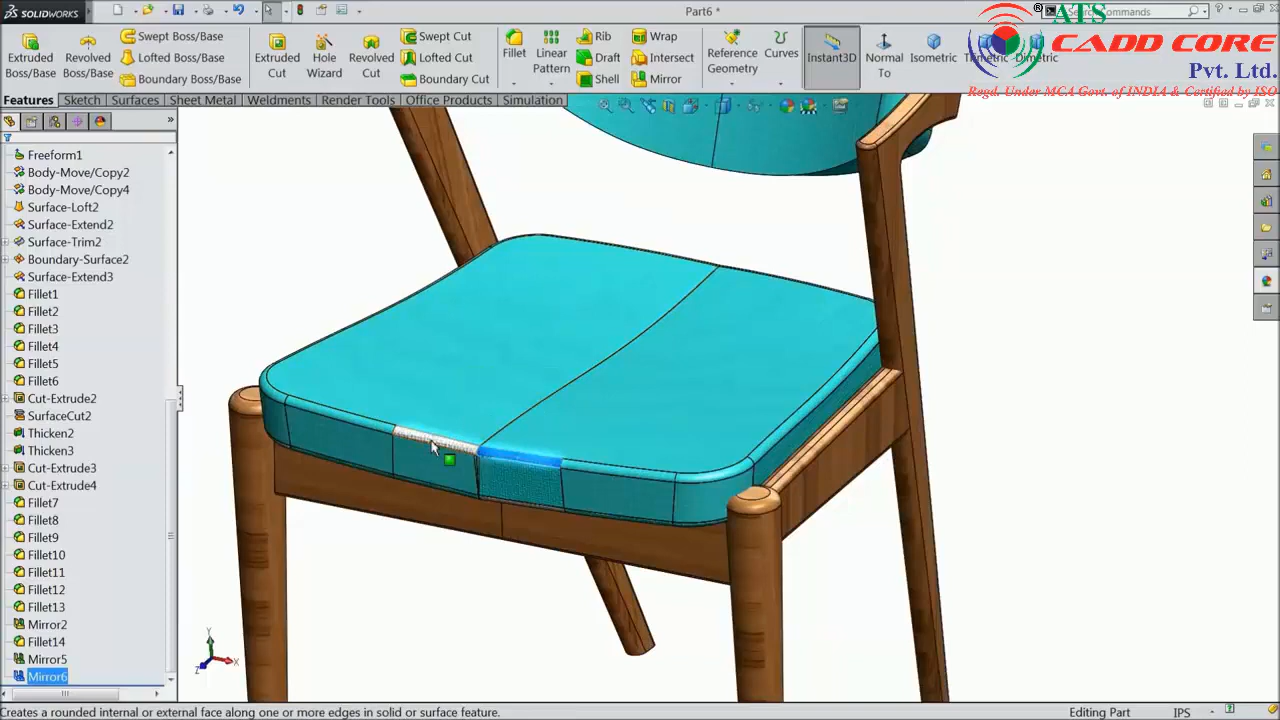 SOLIDWORKS
Part6 *
Commands
ATS
CADD CORE
Pvt. Ltd.
Regd. Under MCA Govt. of INDIA & Certified by ISO
Extruded Boss/Base
Revolved Boss/Base
Swept Boss/Base
Lofted Boss/Base
Boundary Boss/Base
Extruded Cut
Hole Wizard
Revolved Cut
Swept Cut
Lofted Cut
Boundary Cut
Fillet
Linear Pattern
Rib
Draft
Shell
Wrap
Intersect
Mirror
Reference Geometry
Curves
Instant3D
Normal To
Isometric
Trimetric
Dimetric
Features
Sketch
Surfaces
Sheet Metal
Weldments
Render Tools
Office Products
Simulation
Freeform1
Body-Move/Copy2
Body-Move/Copy4
Surface-Loft2
Surface-Extend2
Surface-Trim2
Boundary-Surface2
Surface-Extend3
Fillet1
Fillet2
Fillet3
Fillet4
Fillet5
Fillet6
Cut-Extrude2
SurfaceCut2
Thicken2
Thicken3
Cut-Extrude3
Cut-Extrude4
Fillet7
Fillet8
Fillet9
Fillet10
Fillet11
Fillet12
Fillet13
Mirror2
Fillet14
Mirror5
Mirror6
Y
X
Z
Creates a rounded internal or external face along one or more edges in solid or surface feature.
Editing Part
IPS